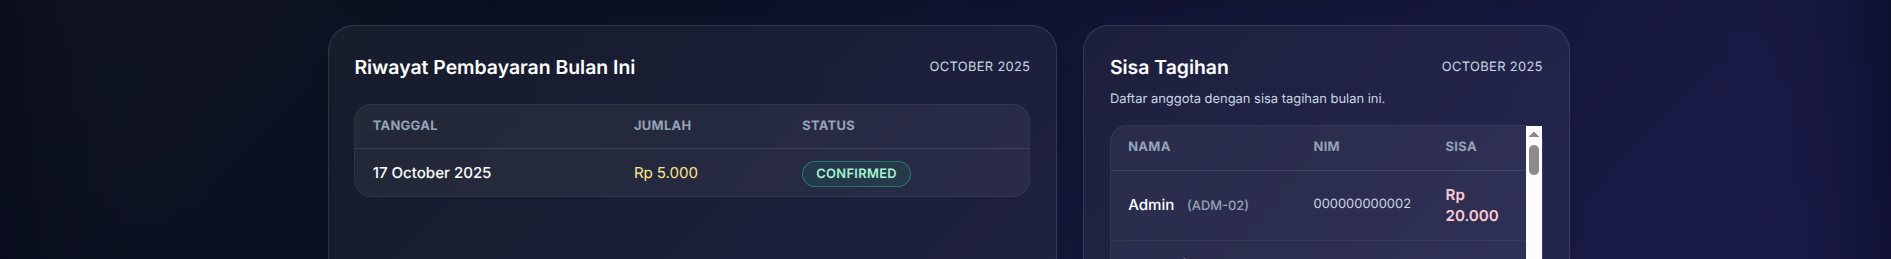 Riwayat Pembayaran Bulan Ini
OCTOBER 2025
TANGGAL JUMLAH STATUS
17 October 2025 Rp 5.000 CONFIRMED
Sisa Tagihan
OCTOBER 2025
Daftar anggota dengan sisa tagihan bulan ini.
NAMA NIM SISA
Admin (ADM-02) 000000000002 Rp
20.000